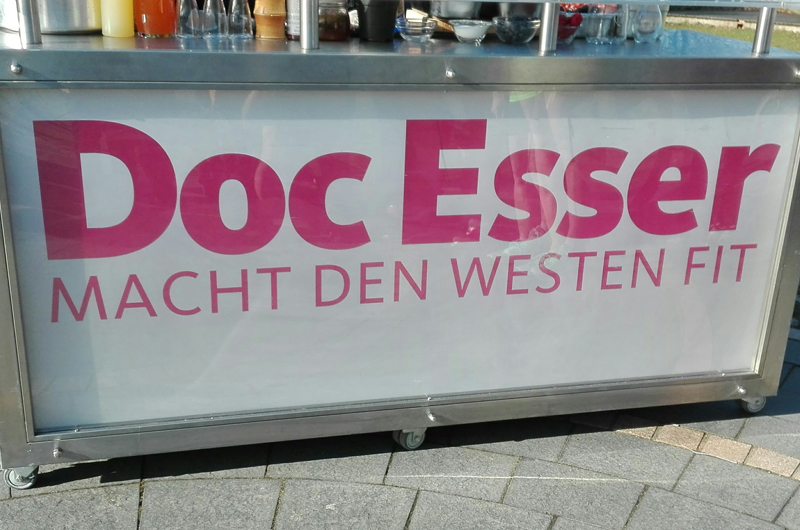 Doc Esser
MACHT DEN WESTEN FIT